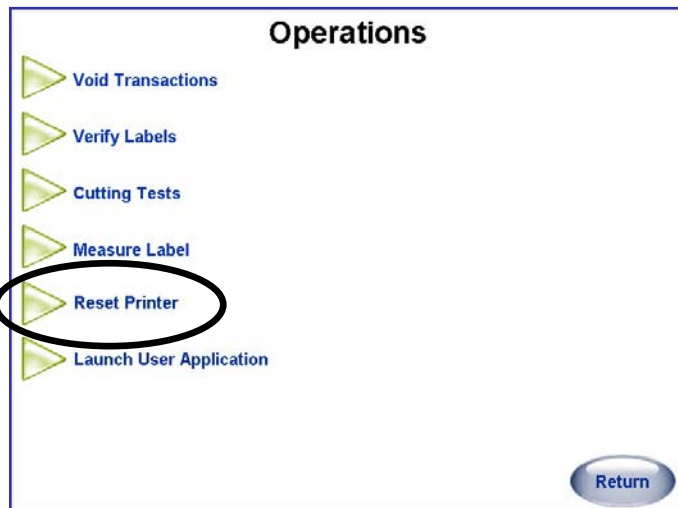 Operations
Void Transactions
Verify Labels
Cutting Tests
Measure Label
Reset Printer
Launch User Application
Return